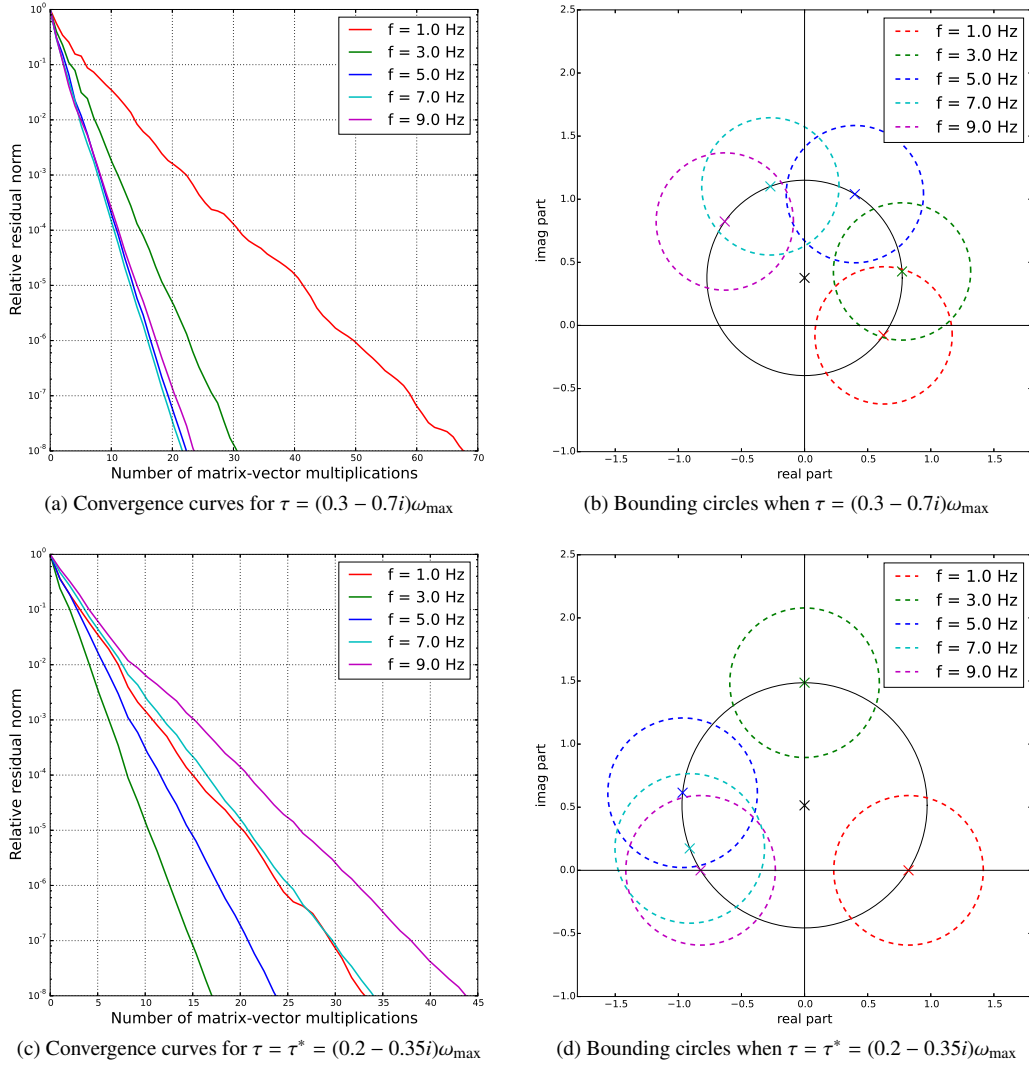 10^0
10^-1
10^-2
10^-3
10^-4
10^-5
10^-6
10^-7
10^-8
Relative residual norm
0 10 20 30 40 50 60 70
Number of matrix-vector multiplications
f = 1.0 Hz
f = 3.0 Hz
f = 5.0 Hz
f = 7.0 Hz
f = 9.0 Hz
(a) Convergence curves for τ = (0.3 − 0.7i)ω_max
2.5
2.0
1.5
1.0
0.5
0.0
−0.5
−1.0
imag part
−1.5 −1.0 −0.5 0.0 0.5 1.0 1.5
real part
f = 1.0 Hz
f = 3.0 Hz
f = 5.0 Hz
f = 7.0 Hz
f = 9.0 Hz
(b) Bounding circles when τ = (0.3 − 0.7i)ω_max
10^0
10^-1
10^-2
10^-3
10^-4
10^-5
10^-6
10^-7
10^-8
Relative residual norm
0 5 10 15 20 25 30 35 40 45
Number of matrix-vector multiplications
f = 1.0 Hz
f = 3.0 Hz
f = 5.0 Hz
f = 7.0 Hz
f = 9.0 Hz
(c) Convergence curves for τ = τ* = (0.2 − 0.35i)ω_max
2.5
2.0
1.5
1.0
0.5
0.0
−0.5
−1.0
imag part
−1.5 −1.0 −0.5 0.0 0.5 1.0 1.5
real part
f = 1.0 Hz
f = 3.0 Hz
f = 5.0 Hz
f = 7.0 Hz
f = 9.0 Hz
(d) Bounding circles when τ = τ* = (0.2 − 0.35i)ω_max